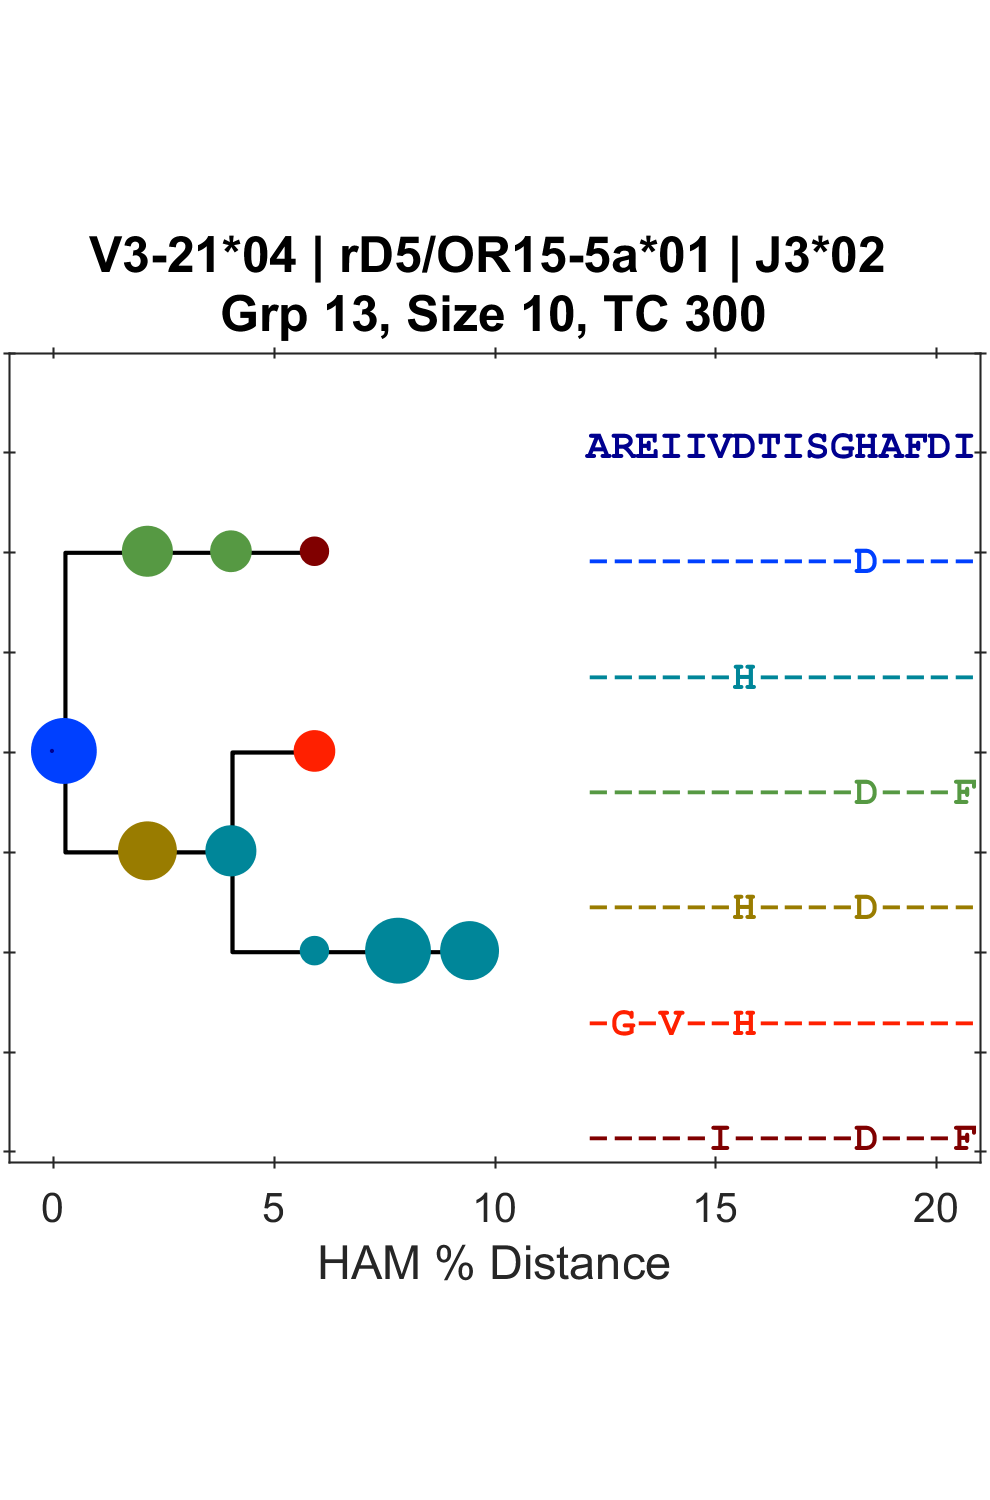 V3-21*04 | rD5/OR15-5a*01 | J3*02
Grp 13, Size 10, TC 300
AREIIVDTISGHAFDI
-----------D----
------H---------
-----------D---F
------H----D----
-G-V--H---------
-----I-----D---F
0 5 10 15 20
HAM % Distance